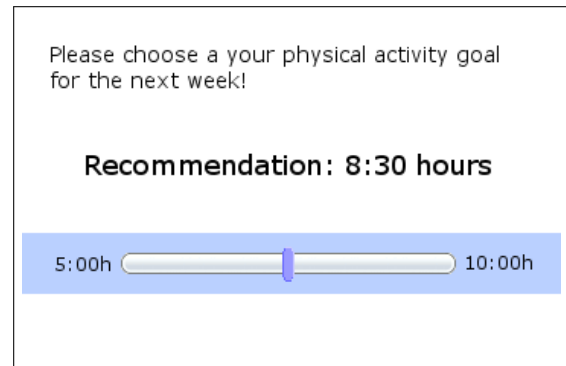 Please choose a your physical activity goal
for the next week!
Recommendation: 8:30 hours
5:00h 10:00h